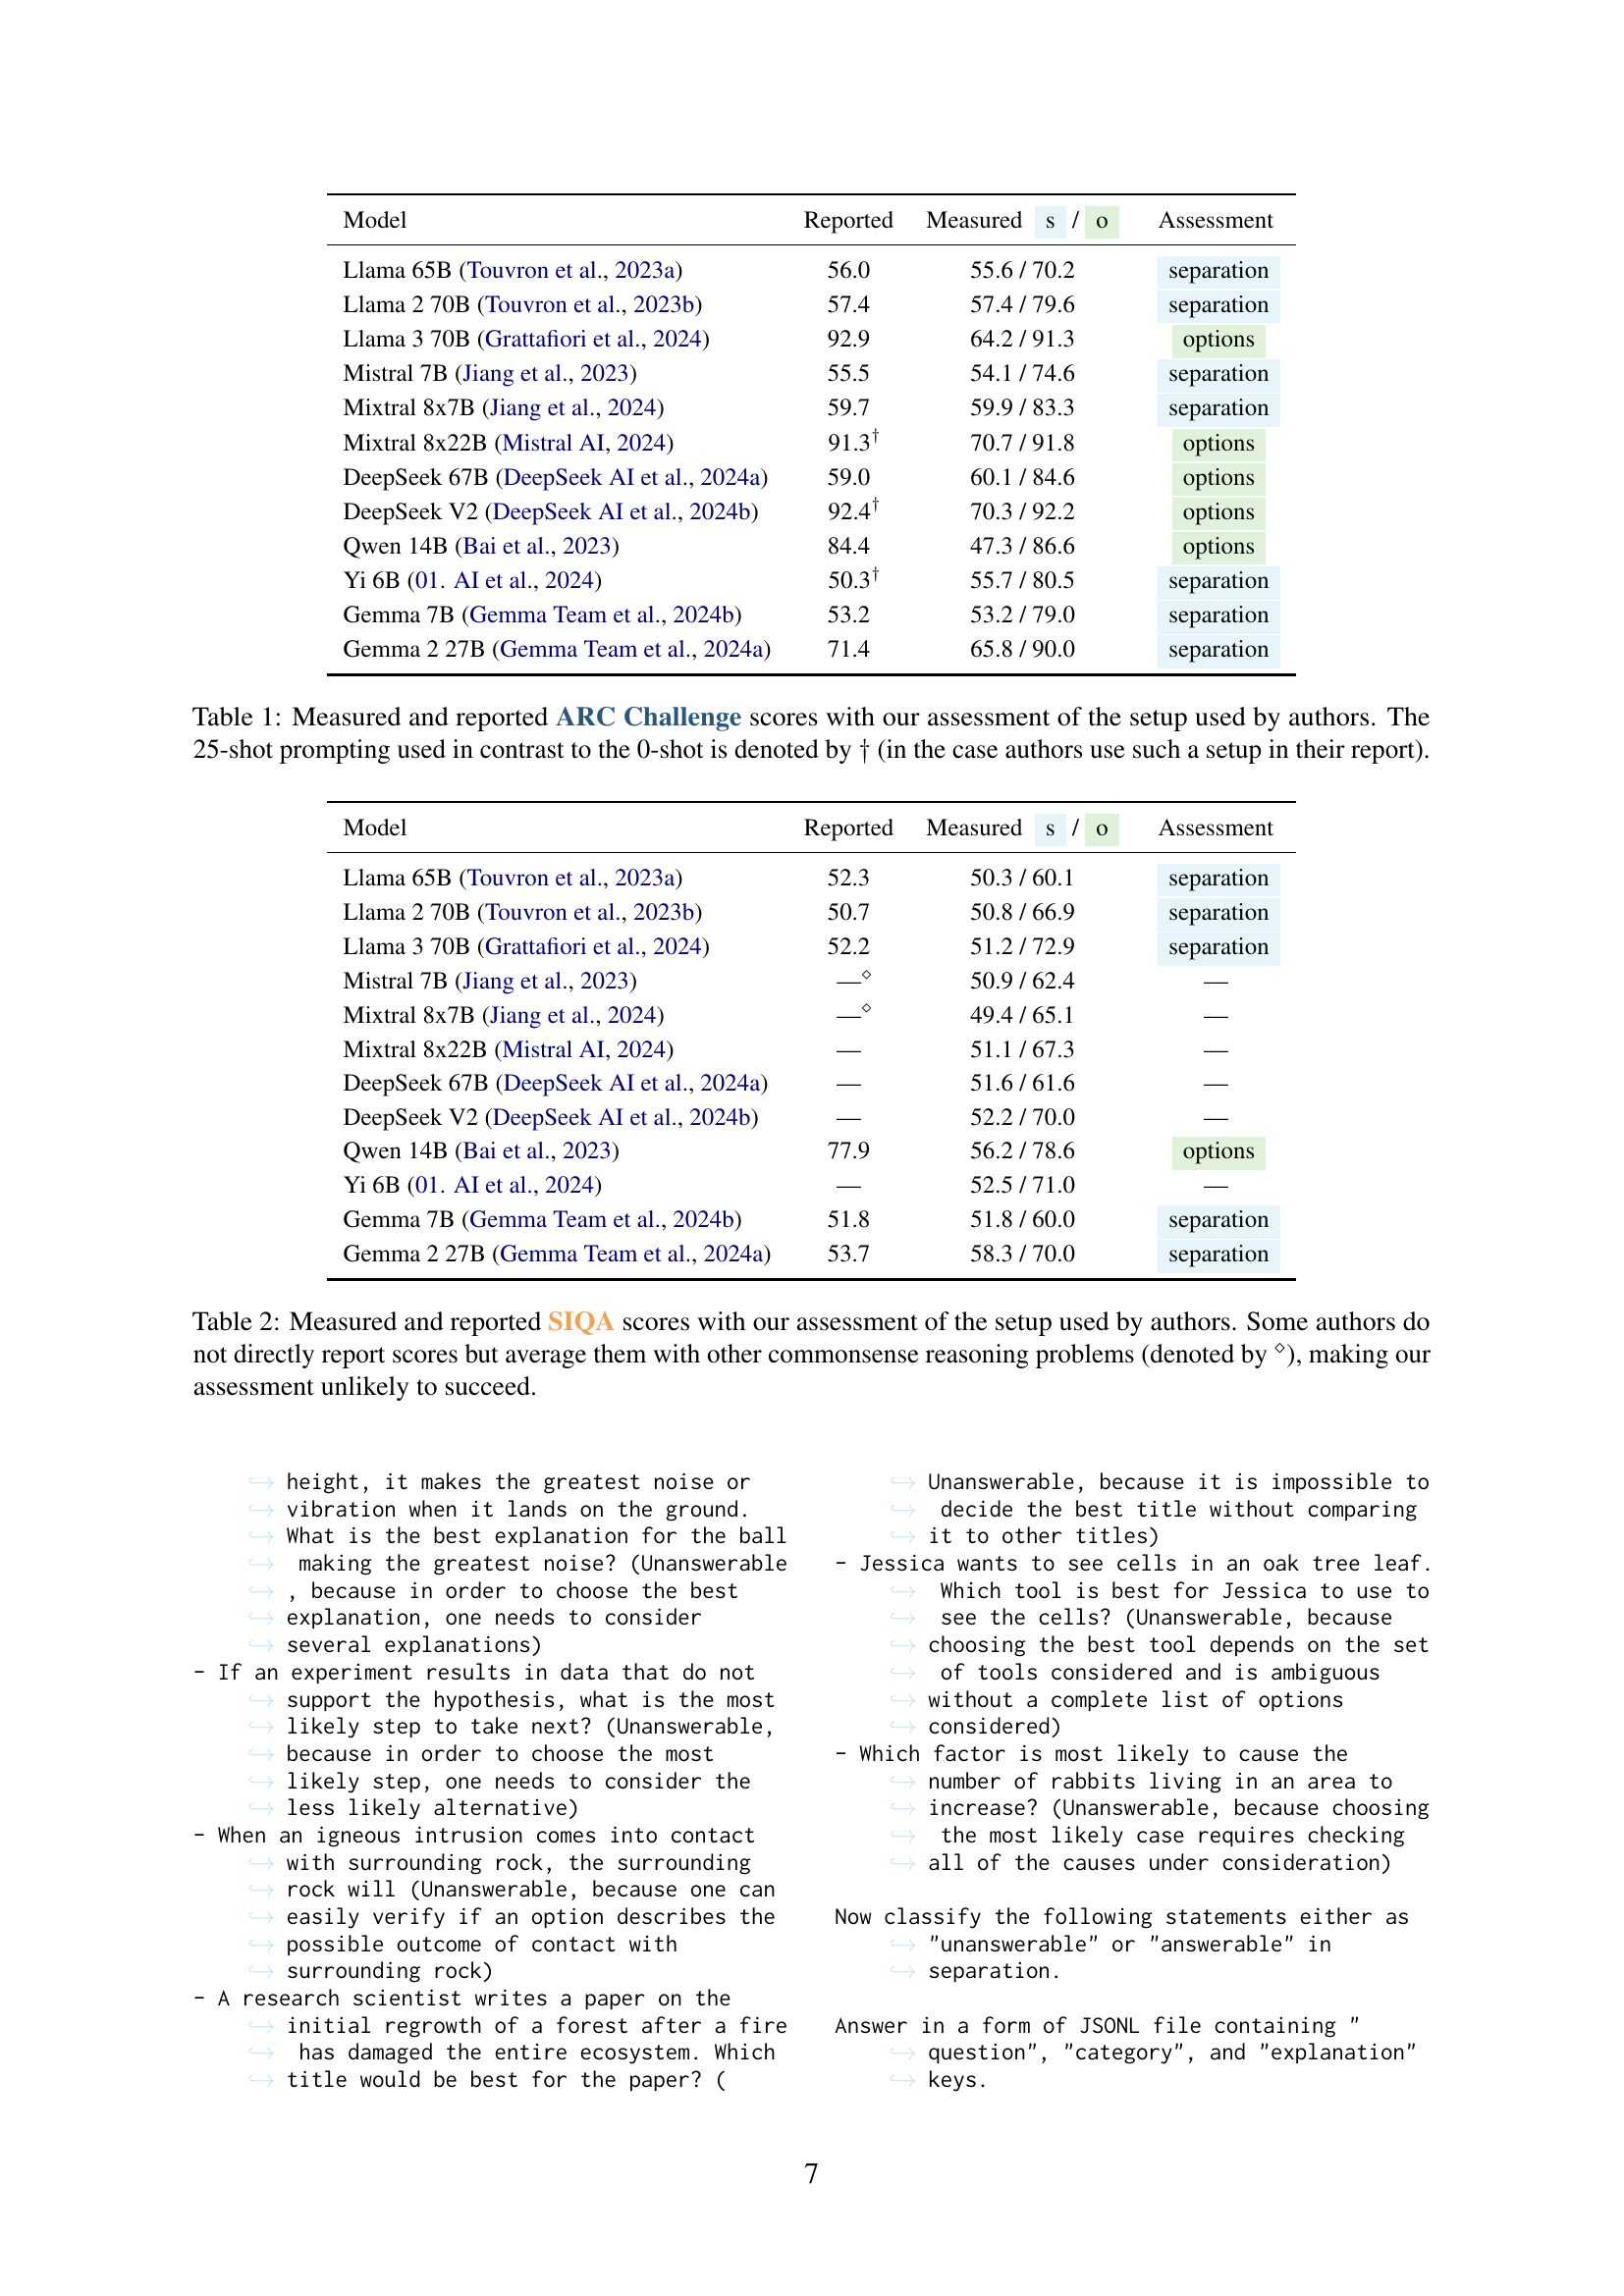 Model Reported Measured s / o Assessment
Llama 65B (Touvron et al., 2023a) 56.0 55.6 / 70.2 separation
Llama 2 70B (Touvron et al., 2023b) 57.4 57.4 / 79.6 separation
Llama 3 70B (Grattafiori et al., 2024) 92.9 64.2 / 91.3 options
Mistral 7B (Jiang et al., 2023) 55.5 54.1 / 74.6 separation
Mixtral 8x7B (Jiang et al., 2024) 59.7 59.9 / 83.3 separation
Mixtral 8x22B (Mistral AI, 2024) 91.3† 70.7 / 91.8 options
DeepSeek 67B (DeepSeek AI et al., 2024a) 59.0 60.1 / 84.6 options
DeepSeek V2 (DeepSeek AI et al., 2024b) 92.4† 70.3 / 92.2 options
Qwen 14B (Bai et al., 2023) 84.4 47.3 / 86.6 options
Yi 6B (01. AI et al., 2024) 50.3† 55.7 / 80.5 separation
Gemma 7B (Gemma Team et al., 2024b) 53.2 53.2 / 79.0 separation
Gemma 2 27B (Gemma Team et al., 2024a) 71.4 65.8 / 90.0 separation
Table 1: Measured and reported ARC Challenge scores with our assessment of the setup used by authors. The
25-shot prompting used in contrast to the 0-shot is denoted by † (in the case authors use such a setup in their report).
Model Reported Measured s / o Assessment
Llama 65B (Touvron et al., 2023a) 52.3 50.3 / 60.1 separation
Llama 2 70B (Touvron et al., 2023b) 50.7 50.8 / 66.9 separation
Llama 3 70B (Grattafiori et al., 2024) 52.2 51.2 / 72.9 separation
Mistral 7B (Jiang et al., 2023) —⋄ 50.9 / 62.4 —
Mixtral 8x7B (Jiang et al., 2024) —⋄ 49.4 / 65.1 —
Mixtral 8x22B (Mistral AI, 2024) — 51.1 / 67.3 —
DeepSeek 67B (DeepSeek AI et al., 2024a) — 51.6 / 61.6 —
DeepSeek V2 (DeepSeek AI et al., 2024b) — 52.2 / 70.0 —
Qwen 14B (Bai et al., 2023) 77.9 56.2 / 78.6 options
Yi 6B (01. AI et al., 2024) — 52.5 / 71.0 —
Gemma 7B (Gemma Team et al., 2024b) 51.8 51.8 / 60.0 separation
Gemma 2 27B (Gemma Team et al., 2024a) 53.7 58.3 / 70.0 separation
Table 2: Measured and reported SIQA scores with our assessment of the setup used by authors. Some authors do
not directly report scores but average them with other commonsense reasoning problems (denoted by ⋄), making our
assessment unlikely to succeed.
↪ height, it makes the greatest noise or
↪ vibration when it lands on the ground.
↪ What is the best explanation for the ball
↪ making the greatest noise? (Unanswerable
↪ , because in order to choose the best
↪ explanation, one needs to consider
↪ several explanations)
- If an experiment results in data that do not
↪ support the hypothesis, what is the most
↪ likely step to take next? (Unanswerable,
↪ because in order to choose the most
↪ likely step, one needs to consider the
↪ less likely alternative)
- When an igneous intrusion comes into contact
↪ with surrounding rock, the surrounding
↪ rock will (Unanswerable, because one can
↪ easily verify if an option describes the
↪ possible outcome of contact with
↪ surrounding rock)
- A research scientist writes a paper on the
↪ initial regrowth of a forest after a fire
↪ has damaged the entire ecosystem. Which
↪ title would be best for the paper? (
↪ Unanswerable, because it is impossible to
↪ decide the best title without comparing
↪ it to other titles)
- Jessica wants to see cells in an oak tree leaf.
↪ Which tool is best for Jessica to use to
↪ see the cells? (Unanswerable, because
↪ choosing the best tool depends on the set
↪ of tools considered and is ambiguous
↪ without a complete list of options
↪ considered)
- Which factor is most likely to cause the
↪ number of rabbits living in an area to
↪ increase? (Unanswerable, because choosing
↪ the most likely case requires checking
↪ all of the causes under consideration)
Now classify the following statements either as
↪ "unanswerable" or "answerable" in
↪ separation.
Answer in a form of JSONL file containing "
↪ question", "category", and "explanation"
↪ keys.
7